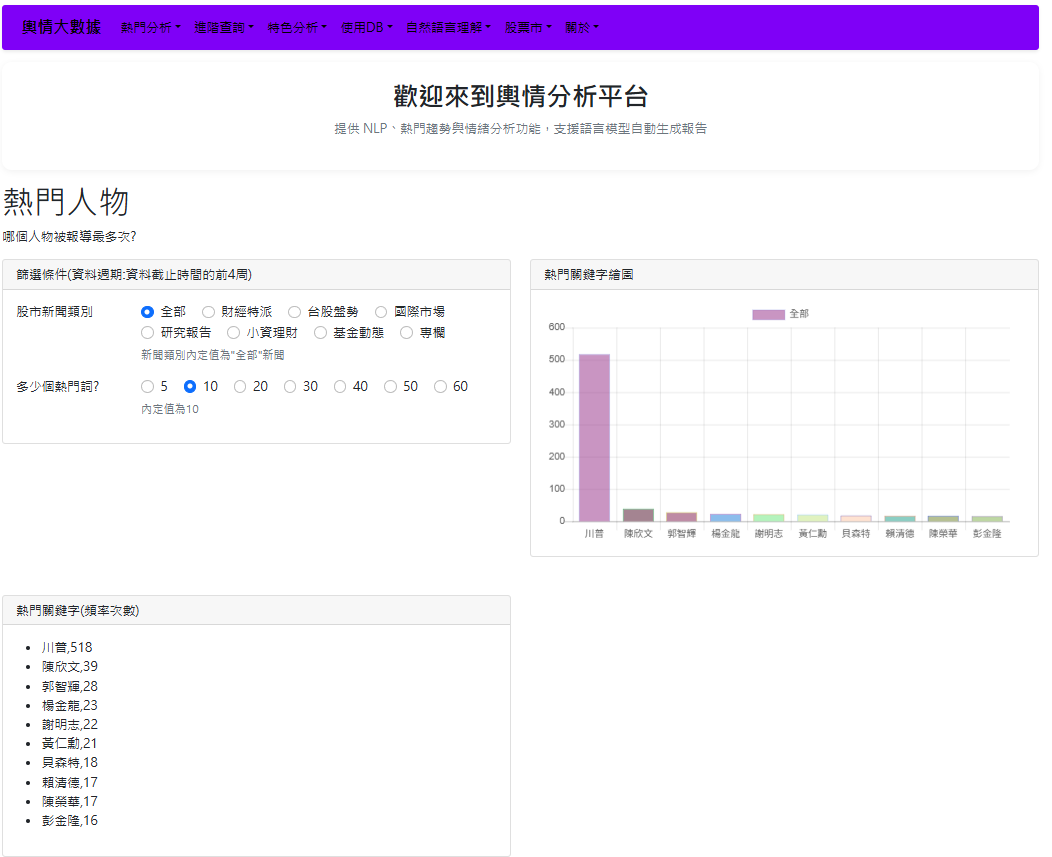 輿情大數據 熱門分析 進階查詢 特色分析 使用DB 自然語言理解 股票市 關於
歡迎來到輿情分析平台
提供 NLP、熱門趨勢與情緒分析功能，支援語言模型自動生成報告
熱門人物
哪個人物被報導最多次?
篩選條件(資料週期:資料截止時間的前4周)
股市新聞類別
全部 財經特派 台股盤勢 國際市場
研究報告 小資理財 基金動態 專欄
新聞類別內定值為"全部"新聞
多少個熱門詞?
5 10 20 30 40 50 60
內定值為10
熱門關鍵字繪圖
全部
600
500
400
300
200
100
0
川普 陳欣文 郭智輝 楊金龍 謝明志 黃仁勳 貝森特 賴清德 陳榮華 彭金隆
熱門關鍵字(頻率次數)
川普,518
陳欣文,39
郭智輝,28
楊金龍,23
謝明志,22
黃仁勳,21
貝森特,18
賴清德,17
陳榮華,17
彭金隆,16